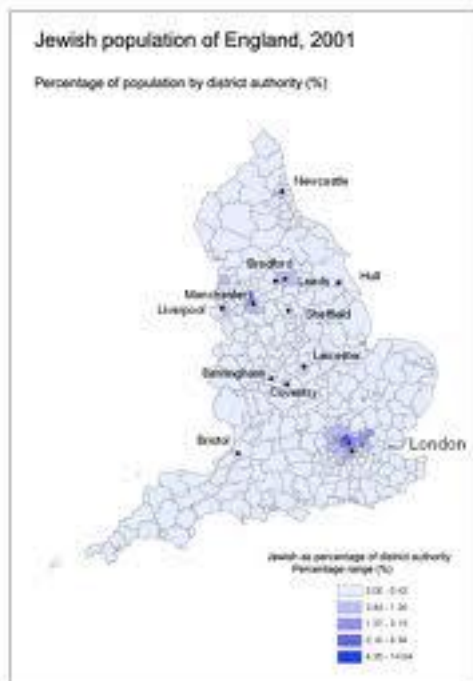 Jewish population of England, 2001
Percentage of population by district authority (%)
Newcastle
Bradford
Leeds
Hull
Manchester
Liverpool
Sheffield
Leicester
Birmingham
Coventry
Bristol
London
Jewish as percentage of district authority
Percentage range (%)